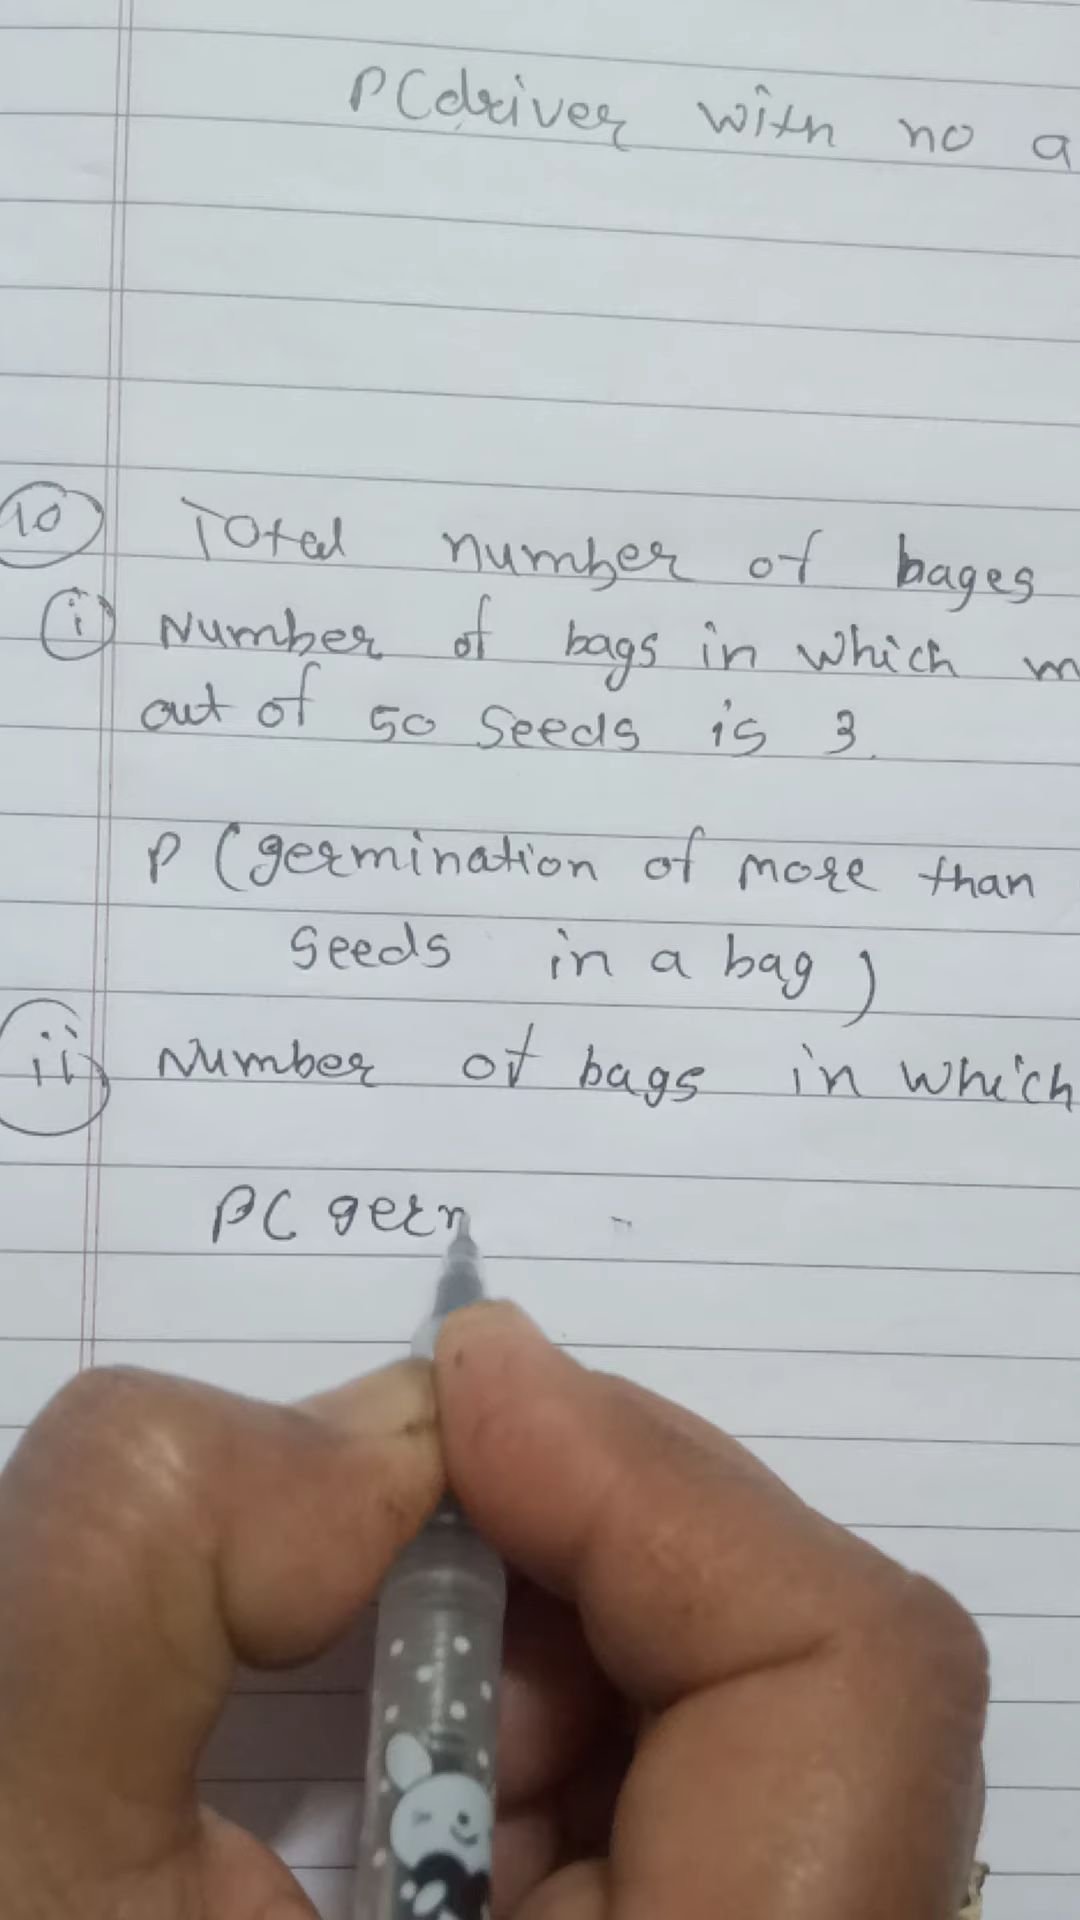 P(driver with no a
10 Total number of bages
i Number of bags in which m
out of 50 seeds is 3.
P (germination of more than
seeds in a bag)
ii Number of bags in which
P( germ